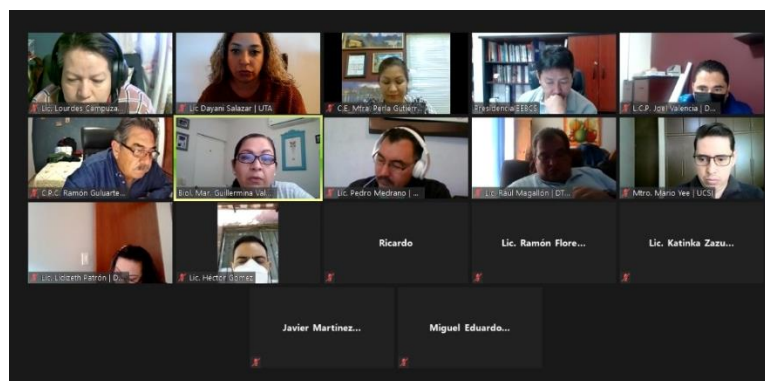 Lic. Lourdes Campuza...
Lic Dayani Salazar | UTA
C.E. Mtra. Perla Gutiérr...
Presidencia EEBCS
L.C.P. Joel Valencia | D...
C.P.C. Ramón Guluarte...
Biol. Mar. Guillermina Val...
Lic. Pedro Medrano | ...
Lic. Raúl Magallón | DT...
Mtro. Mario Yee | UCSI
Lic. Lidizeth Patrón | D...
Lic. Héctor Gómez
Ricardo
Lic. Ramón Flore...
Lic. Katinka Zazu...
Javier Martínez...
Miguel Eduardo...